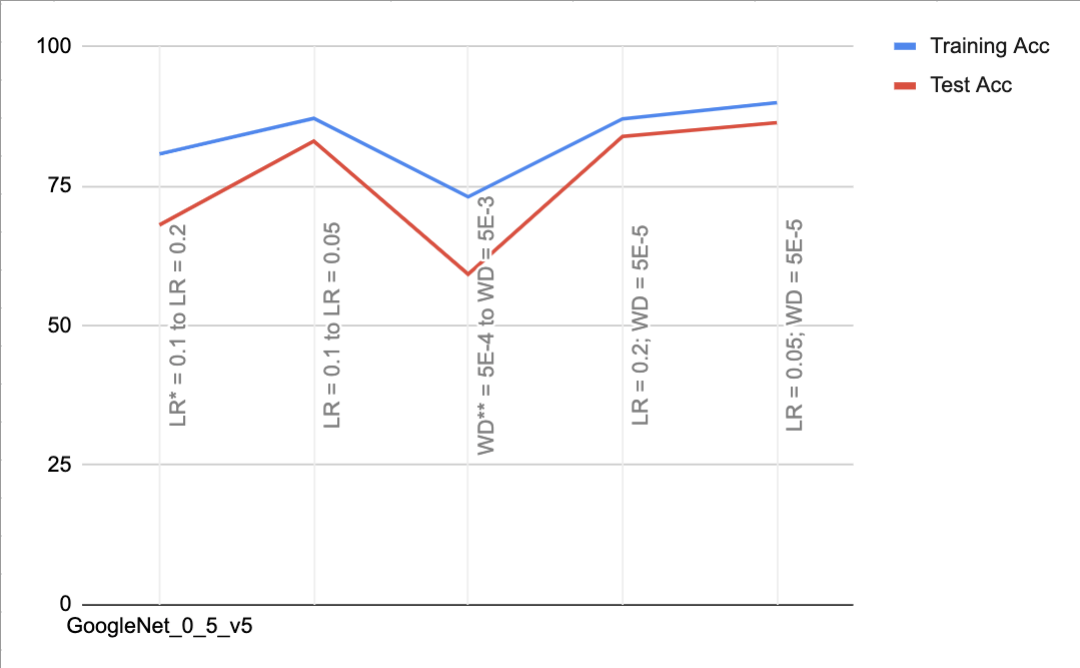 100
75
50
25
0
LR* = 0.1 to LR = 0.2
LR = 0.1 to LR = 0.05
WD** = 5E-4 to WD = 5E-3
LR = 0.2; WD = 5E-5
LR = 0.05; WD = 5E-5
GoogleNet_0_5_v5
Training Acc
Test Acc